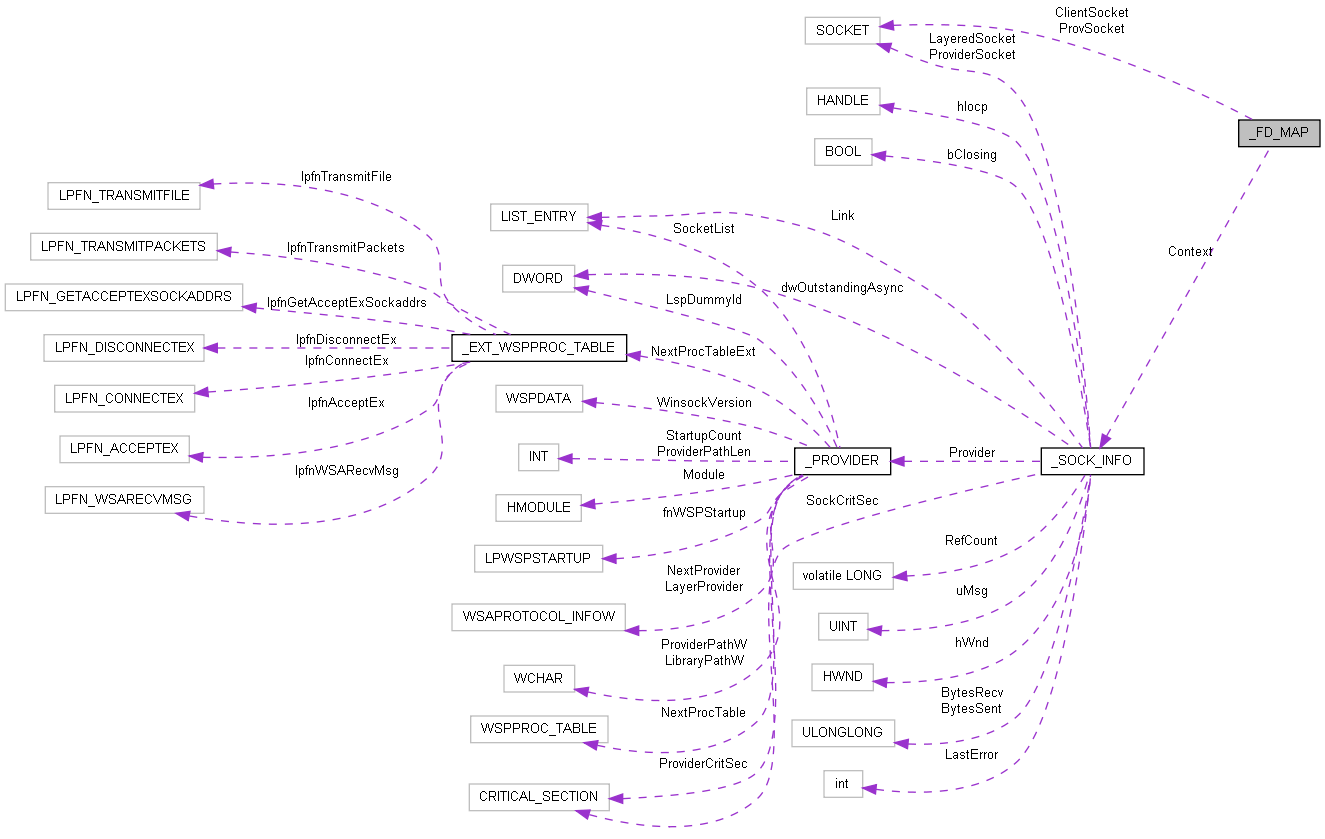 ClientSocket
ProvSocket
SOCKET
LayeredSocket
ProviderSocket
HANDLE
hIocp
_FD_MAP
BOOL
bClosing
lpfnTransmitFile
LPFN_TRANSMITFILE
LIST_ENTRY
Link
SocketList
LPFN_TRANSMITPACKETS
lpfnTransmitPackets
Context
DWORD
dwOutstandingAsync
LPFN_GETACCEPTEXSOCKADDRS
lpfnGetAcceptExSockaddrs
LspDummyId
LPFN_DISCONNECTEX
lpfnDisconnectEx
_EXT_WSPPROC_TABLE
NextProcTableExt
lpfnConnectEx
LPFN_CONNECTEX
WSPDATA
WinsockVersion
lpfnAcceptEx
LPFN_ACCEPTEX
StartupCount
ProviderPathLen
INT
_PROVIDER
Provider
_SOCK_INFO
lpfnWSARecvMsg
Module
LPFN_WSARECVMSG
HMODULE
SockCritSec
fnWSPStartup
RefCount
LPWSPSTARTUP
NextProvider
LayerProvider
volatile LONG
uMsg
WSAPROTOCOL_INFOW
UINT
ProviderPathW
LibraryPathW
hWnd
WCHAR
HWND
BytesRecv
BytesSent
NextProcTable
WSPPROC_TABLE
ULONGLONG
LastError
ProviderCritSec
int
CRITICAL_SECTION